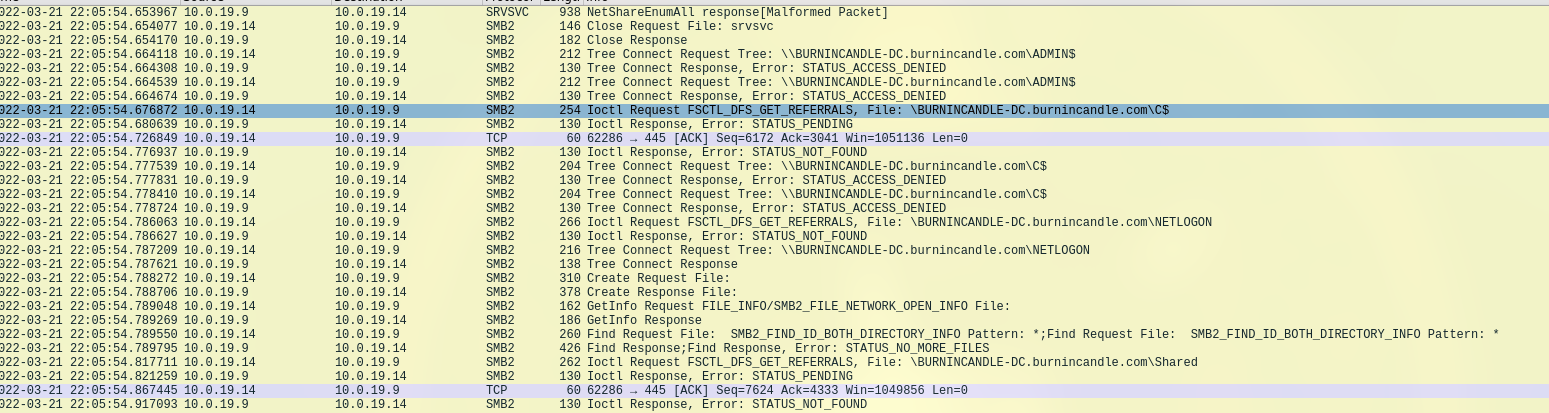 022-03-21 22:05:54.653967 10.0.19.9 10.0.19.14 SRVSVC 938 NetShareEnumAll response[Malformed Packet]
022-03-21 22:05:54.654077 10.0.19.14 10.0.19.9 SMB2 146 Close Request File: srvsvc
022-03-21 22:05:54.654170 10.0.19.9 10.0.19.14 SMB2 182 Close Response
022-03-21 22:05:54.664118 10.0.19.14 10.0.19.9 SMB2 212 Tree Connect Request Tree: \\BURNINCANDLE-DC.burnincandle.com\ADMIN$
022-03-21 22:05:54.664308 10.0.19.9 10.0.19.14 SMB2 130 Tree Connect Response, Error: STATUS_ACCESS_DENIED
022-03-21 22:05:54.664539 10.0.19.14 10.0.19.9 SMB2 212 Tree Connect Request Tree: \\BURNINCANDLE-DC.burnincandle.com\ADMIN$
022-03-21 22:05:54.664674 10.0.19.9 10.0.19.14 SMB2 130 Tree Connect Response, Error: STATUS_ACCESS_DENIED
022-03-21 22:05:54.676872 10.0.19.14 10.0.19.9 SMB2 254 Ioctl Request FSCTL_DFS_GET_REFERRALS, File: \BURNINCANDLE-DC.burnincandle.com\C$
022-03-21 22:05:54.680639 10.0.19.9 10.0.19.14 SMB2 130 Ioctl Response, Error: STATUS_PENDING
022-03-21 22:05:54.726849 10.0.19.14 10.0.19.9 TCP 60 62286 → 445 [ACK] Seq=6172 Ack=3041 Win=1051136 Len=0
022-03-21 22:05:54.776937 10.0.19.9 10.0.19.14 SMB2 130 Ioctl Response, Error: STATUS_NOT_FOUND
022-03-21 22:05:54.777539 10.0.19.14 10.0.19.9 SMB2 204 Tree Connect Request Tree: \\BURNINCANDLE-DC.burnincandle.com\C$
022-03-21 22:05:54.777831 10.0.19.9 10.0.19.14 SMB2 130 Tree Connect Response, Error: STATUS_ACCESS_DENIED
022-03-21 22:05:54.778410 10.0.19.14 10.0.19.9 SMB2 204 Tree Connect Request Tree: \\BURNINCANDLE-DC.burnincandle.com\C$
022-03-21 22:05:54.778724 10.0.19.9 10.0.19.14 SMB2 130 Tree Connect Response, Error: STATUS_ACCESS_DENIED
022-03-21 22:05:54.786063 10.0.19.14 10.0.19.9 SMB2 266 Ioctl Request FSCTL_DFS_GET_REFERRALS, File: \BURNINCANDLE-DC.burnincandle.com\NETLOGON
022-03-21 22:05:54.786627 10.0.19.9 10.0.19.14 SMB2 130 Ioctl Response, Error: STATUS_NOT_FOUND
022-03-21 22:05:54.787209 10.0.19.14 10.0.19.9 SMB2 216 Tree Connect Request Tree: \\BURNINCANDLE-DC.burnincandle.com\NETLOGON
022-03-21 22:05:54.787621 10.0.19.9 10.0.19.14 SMB2 138 Tree Connect Response
022-03-21 22:05:54.788272 10.0.19.14 10.0.19.9 SMB2 310 Create Request File:
022-03-21 22:05:54.788706 10.0.19.9 10.0.19.14 SMB2 378 Create Response File:
022-03-21 22:05:54.789048 10.0.19.14 10.0.19.9 SMB2 162 GetInfo Request FILE_INFO/SMB2_FILE_NETWORK_OPEN_INFO File:
022-03-21 22:05:54.789269 10.0.19.9 10.0.19.14 SMB2 186 GetInfo Response
022-03-21 22:05:54.789550 10.0.19.14 10.0.19.9 SMB2 260 Find Request File: SMB2_FIND_ID_BOTH_DIRECTORY_INFO Pattern: *;Find Request File: SMB2_FIND_ID_BOTH_DIRECTORY_INFO Pattern: *
022-03-21 22:05:54.789795 10.0.19.9 10.0.19.14 SMB2 426 Find Response;Find Response, Error: STATUS_NO_MORE_FILES
022-03-21 22:05:54.817711 10.0.19.14 10.0.19.9 SMB2 262 Ioctl Request FSCTL_DFS_GET_REFERRALS, File: \BURNINCANDLE-DC.burnincandle.com\Shared
022-03-21 22:05:54.821259 10.0.19.9 10.0.19.14 SMB2 130 Ioctl Response, Error: STATUS_PENDING
022-03-21 22:05:54.867445 10.0.19.14 10.0.19.9 TCP 60 62286 → 445 [ACK] Seq=7624 Ack=4333 Win=1049856 Len=0
022-03-21 22:05:54.917093 10.0.19.9 10.0.19.14 SMB2 130 Ioctl Response, Error: STATUS_NOT_FOUND